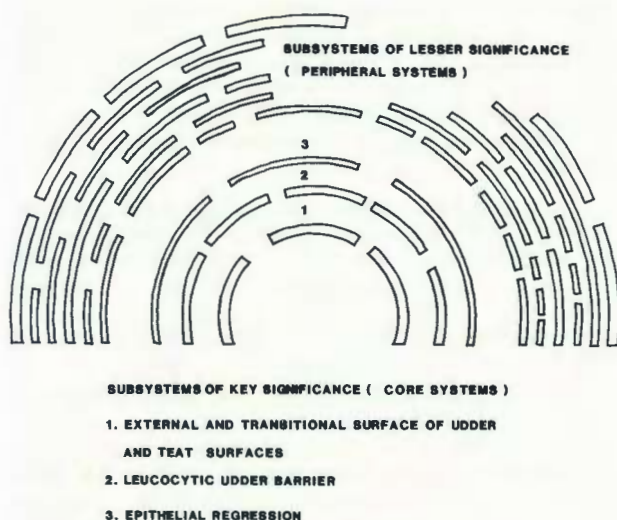 SUBSYSTEMS OF LESSER SIGNIFICANCE
( PERIPHERAL SYSTEMS )
3
2
1
SUBSYSTEMS OF KEY SIGNIFICANCE ( CORE SYSTEMS )
1. EXTERNAL AND TRANSITIONAL SURFACE OF UDDER
AND TEAT SURFACES
2. LEUCOCYTIC UDDER BARRIER
3. EPITHELIAL REGRESSION